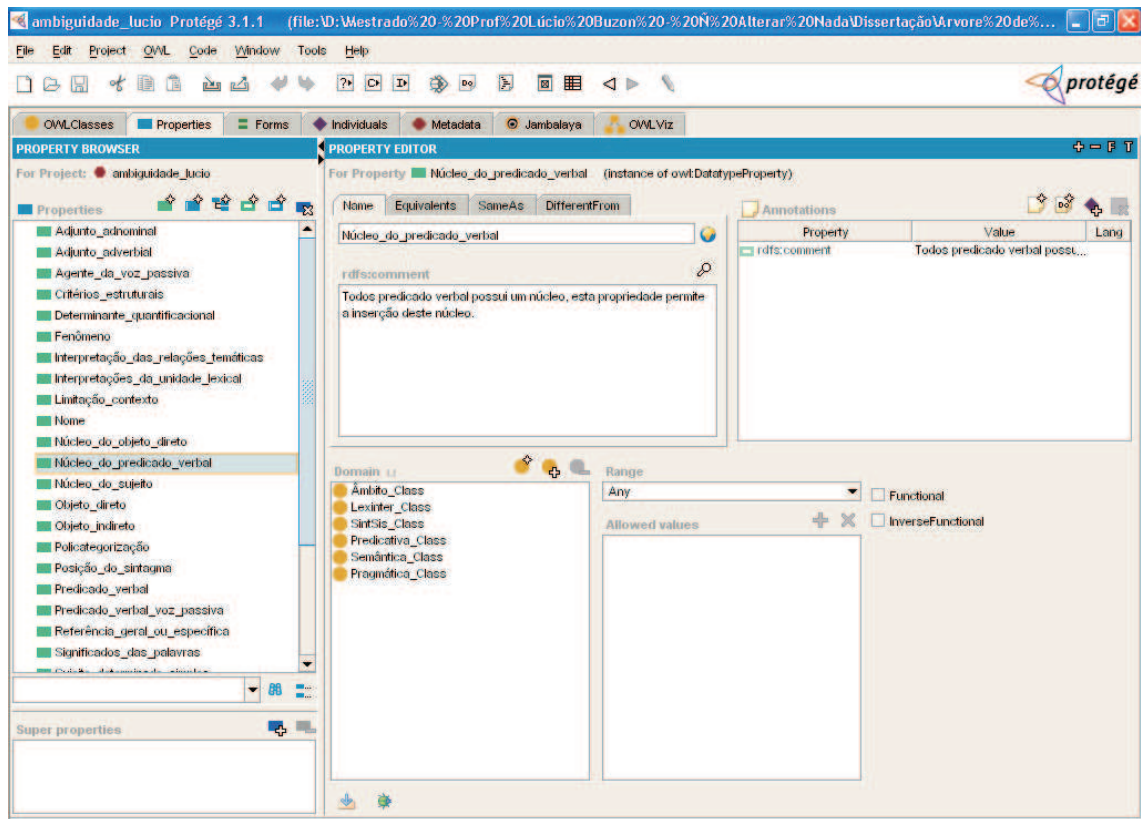 ambiguidade_lucio Protégé 3.1.1 (file:\D:\Mestrado%20-%20Prof%20Lúcio%20Buzon%20-%20Ñ%20Alterar%20Nada\Dissertação\Arvore%20de%...
File Edit Project OWL Code Window Tools Help
protégé
OWLClasses Properties Forms Individuals Metadata Jambalaya OWLViz
PROPERTY BROWSER
For Project: ambiguidade_lucio
Properties
Adjunto_adnominal
Adjunto_adverbial
Agente_da_voz_passiva
Critérios_estruturais
Determinante_quantificacional
Fenômeno
Interpretação_das_relações_temáticas
Interpretações_da_unidade_lexical
Limitação_contexto
Nome
Núcleo_do_objeto_direto
Núcleo_do_predicado_verbal
Núcleo_do_sujeito
Objeto_direto
Objeto_indireto
Policategorização
Posição_do_sintagma
Predicado_verbal
Predicado_verbal_voz_passiva
Referência_geral_ou_específica
Significados_das_palavras
Super properties
PROPERTY EDITOR
For Property Núcleo_do_predicado_verbal (instance of owl:DatatypeProperty)
Name Equivalents SameAs DifferentFrom
Núcleo_do_predicado_verbal
rdfs:comment
Todos predicado verbal possui um núcleo, esta propriedade permite
a inserção deste núcleo.
Annotations
Property Value Lang
rdfs:comment Todos predicado verbal possu...
Domain
Âmbito_Class
Lexinter_Class
SintSis_Class
Predicativa_Class
Semântica_Class
Pragmática_Class
Range
Any
Allowed values
Functional
InverseFunctional